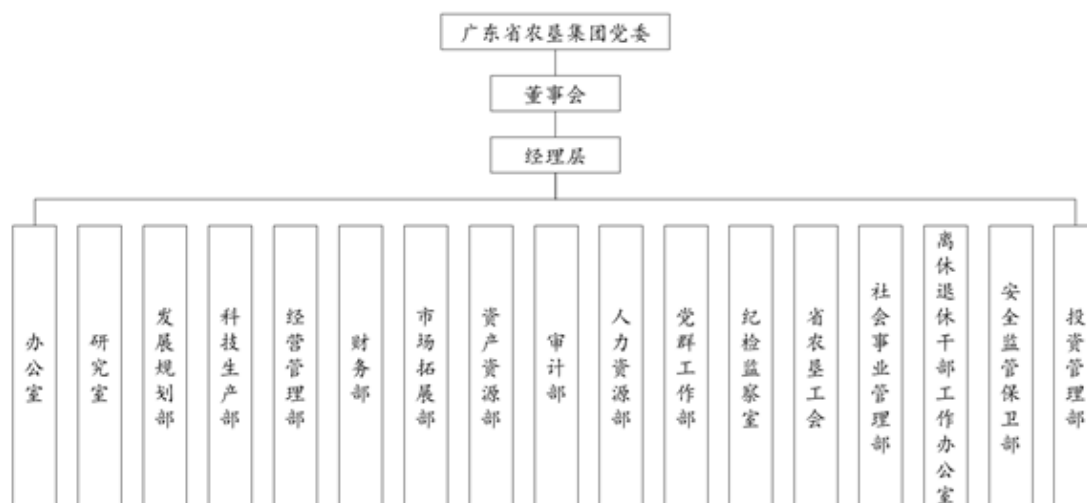 广东省农垦集团党委
董事会
经理层
办公室
研究室
发展规划部
科技生产部
经营管理部
财务部
市场拓展部
资产资源部
审计部
人力资源部
党群工作部
纪检监察室
省农垦工会
社会事业管理部
离休退休干部工作办公室
安全监管保卫部
投资管理部